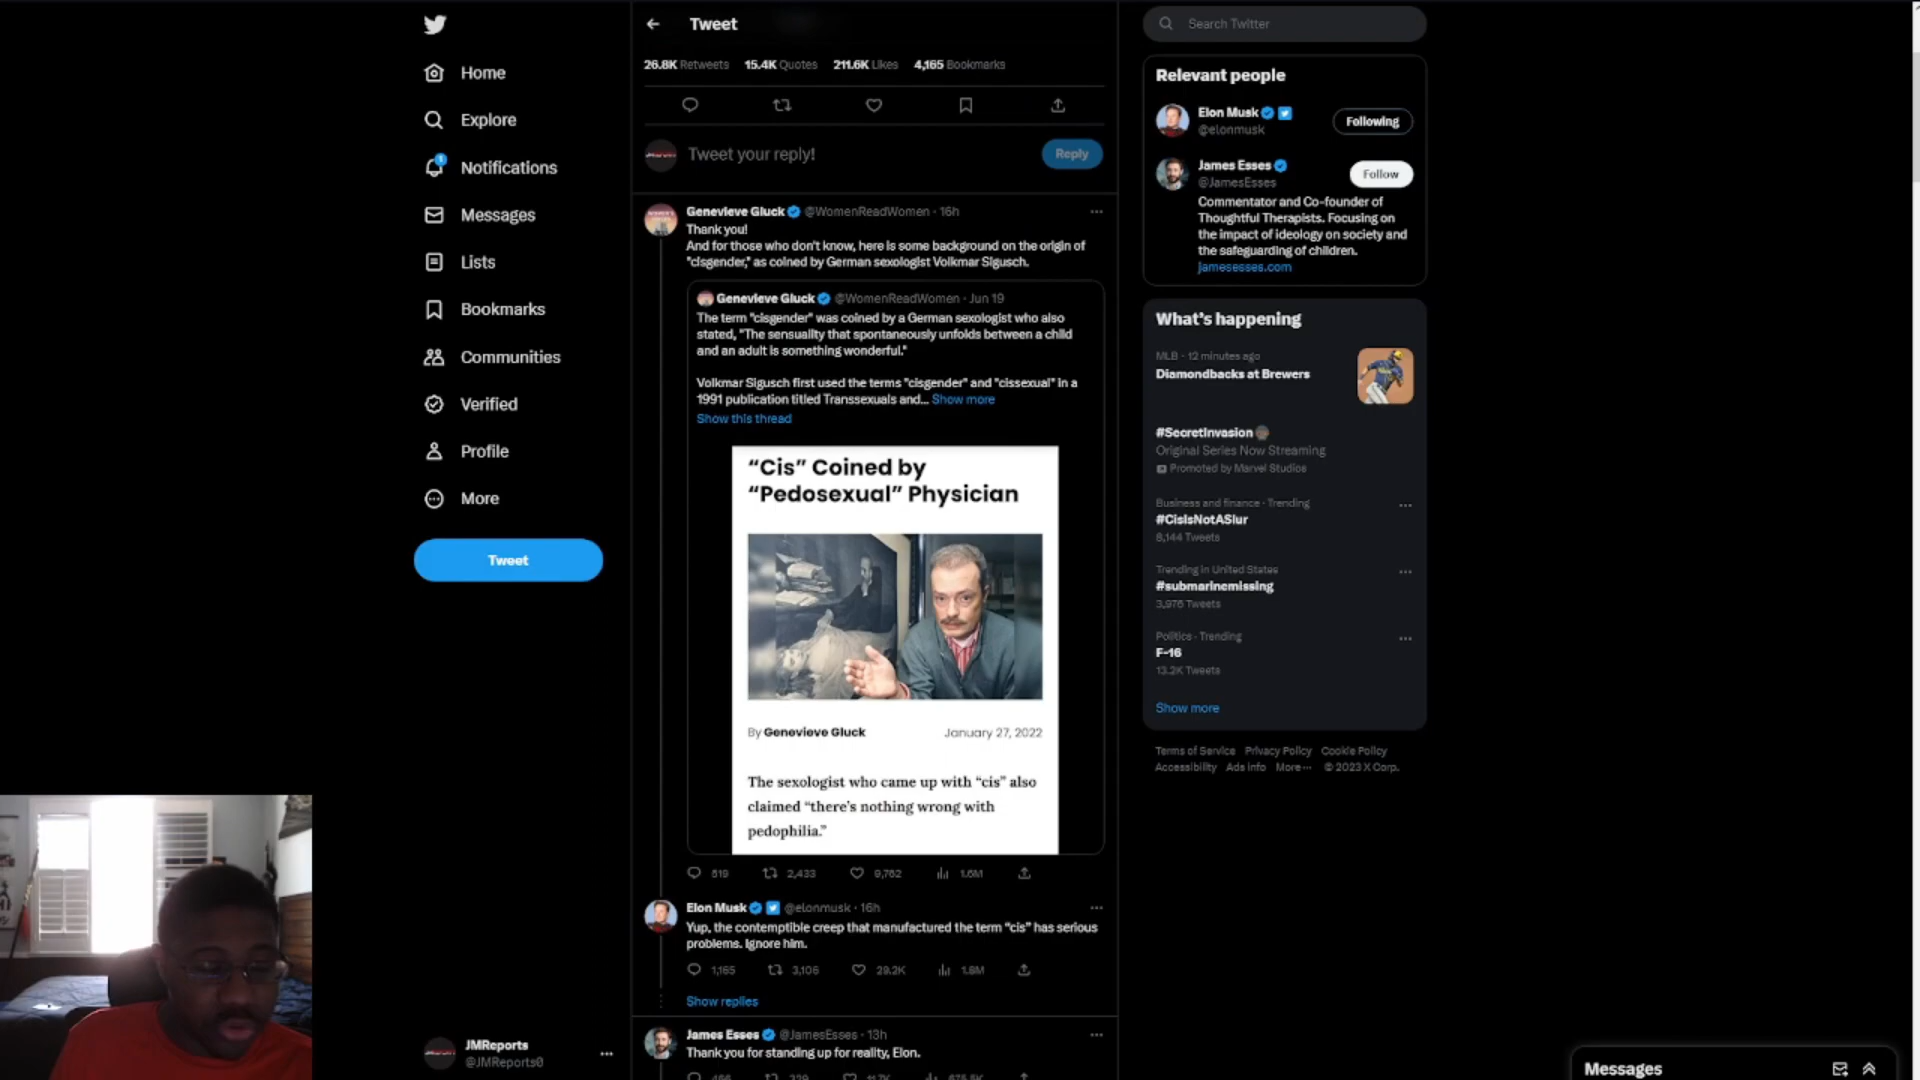 Home
Explore
1
Notifications
Messages
Lists
Bookmarks
Communities
Verified
Profile
More
Tweet
JMReports
@JMReports0
Tweet
26.8K Retweets 15.4K Quotes 211.6K Likes 4,165 Bookmarks
Tweet your reply!
Reply
Genevieve Gluck @WomenReadWomen · 16h
Thank you!
And for those who don't know, here is some background on the origin of
"cisgender," as coined by German sexologist Volkmar Sigusch.
Genevieve Gluck @WomenReadWomen · Jun 19
The term "cisgender" was coined by a German sexologist who also
stated, "The sensuality that spontaneously unfolds between a child
and an adult is something wonderful."
Volkmar Sigusch first used the terms "cisgender" and "cissexual" in a
1991 publication titled Transsexuals and... Show more
Show this thread
“Cis” Coined by
“Pedosexual” Physician
By Genevieve Gluck January 27, 2022
The sexologist who came up with “cis” also
claimed “there’s nothing wrong with
pedophilia.”
519 2,433 9,762 1.6M
Elon Musk @elonmusk · 16h
Yup, the contemptible creep that manufactured the term “cis” has serious
problems. Ignore him.
1,165 3,106 29.2K 1.8M
Show replies
James Esses @JamesEsses · 13h
Thank you for standing up for reality, Elon.
Search Twitter
Relevant people
Elon Musk
@elonmusk
Following
James Esses
@JamesEsses
Follow
Commentator and Co-founder of
Thoughtful Therapists. Focusing on
the impact of ideology on society and
the safeguarding of children.
jamesesses.com
What’s happening
MLB · 12 minutes ago
Diamondbacks at Brewers
#SecretInvasion
Original Series Now Streaming
Promoted by Marvel Studios
Business and finance · Trending
#CisIsNotASlur
8,144 Tweets
Trending in United States
#submarinemissing
3,976 Tweets
Politics · Trending
F-16
13.2K Tweets
Show more
Terms of Service Privacy Policy Cookie Policy
Accessibility Ads info More ··· © 2023 X Corp.
Messages